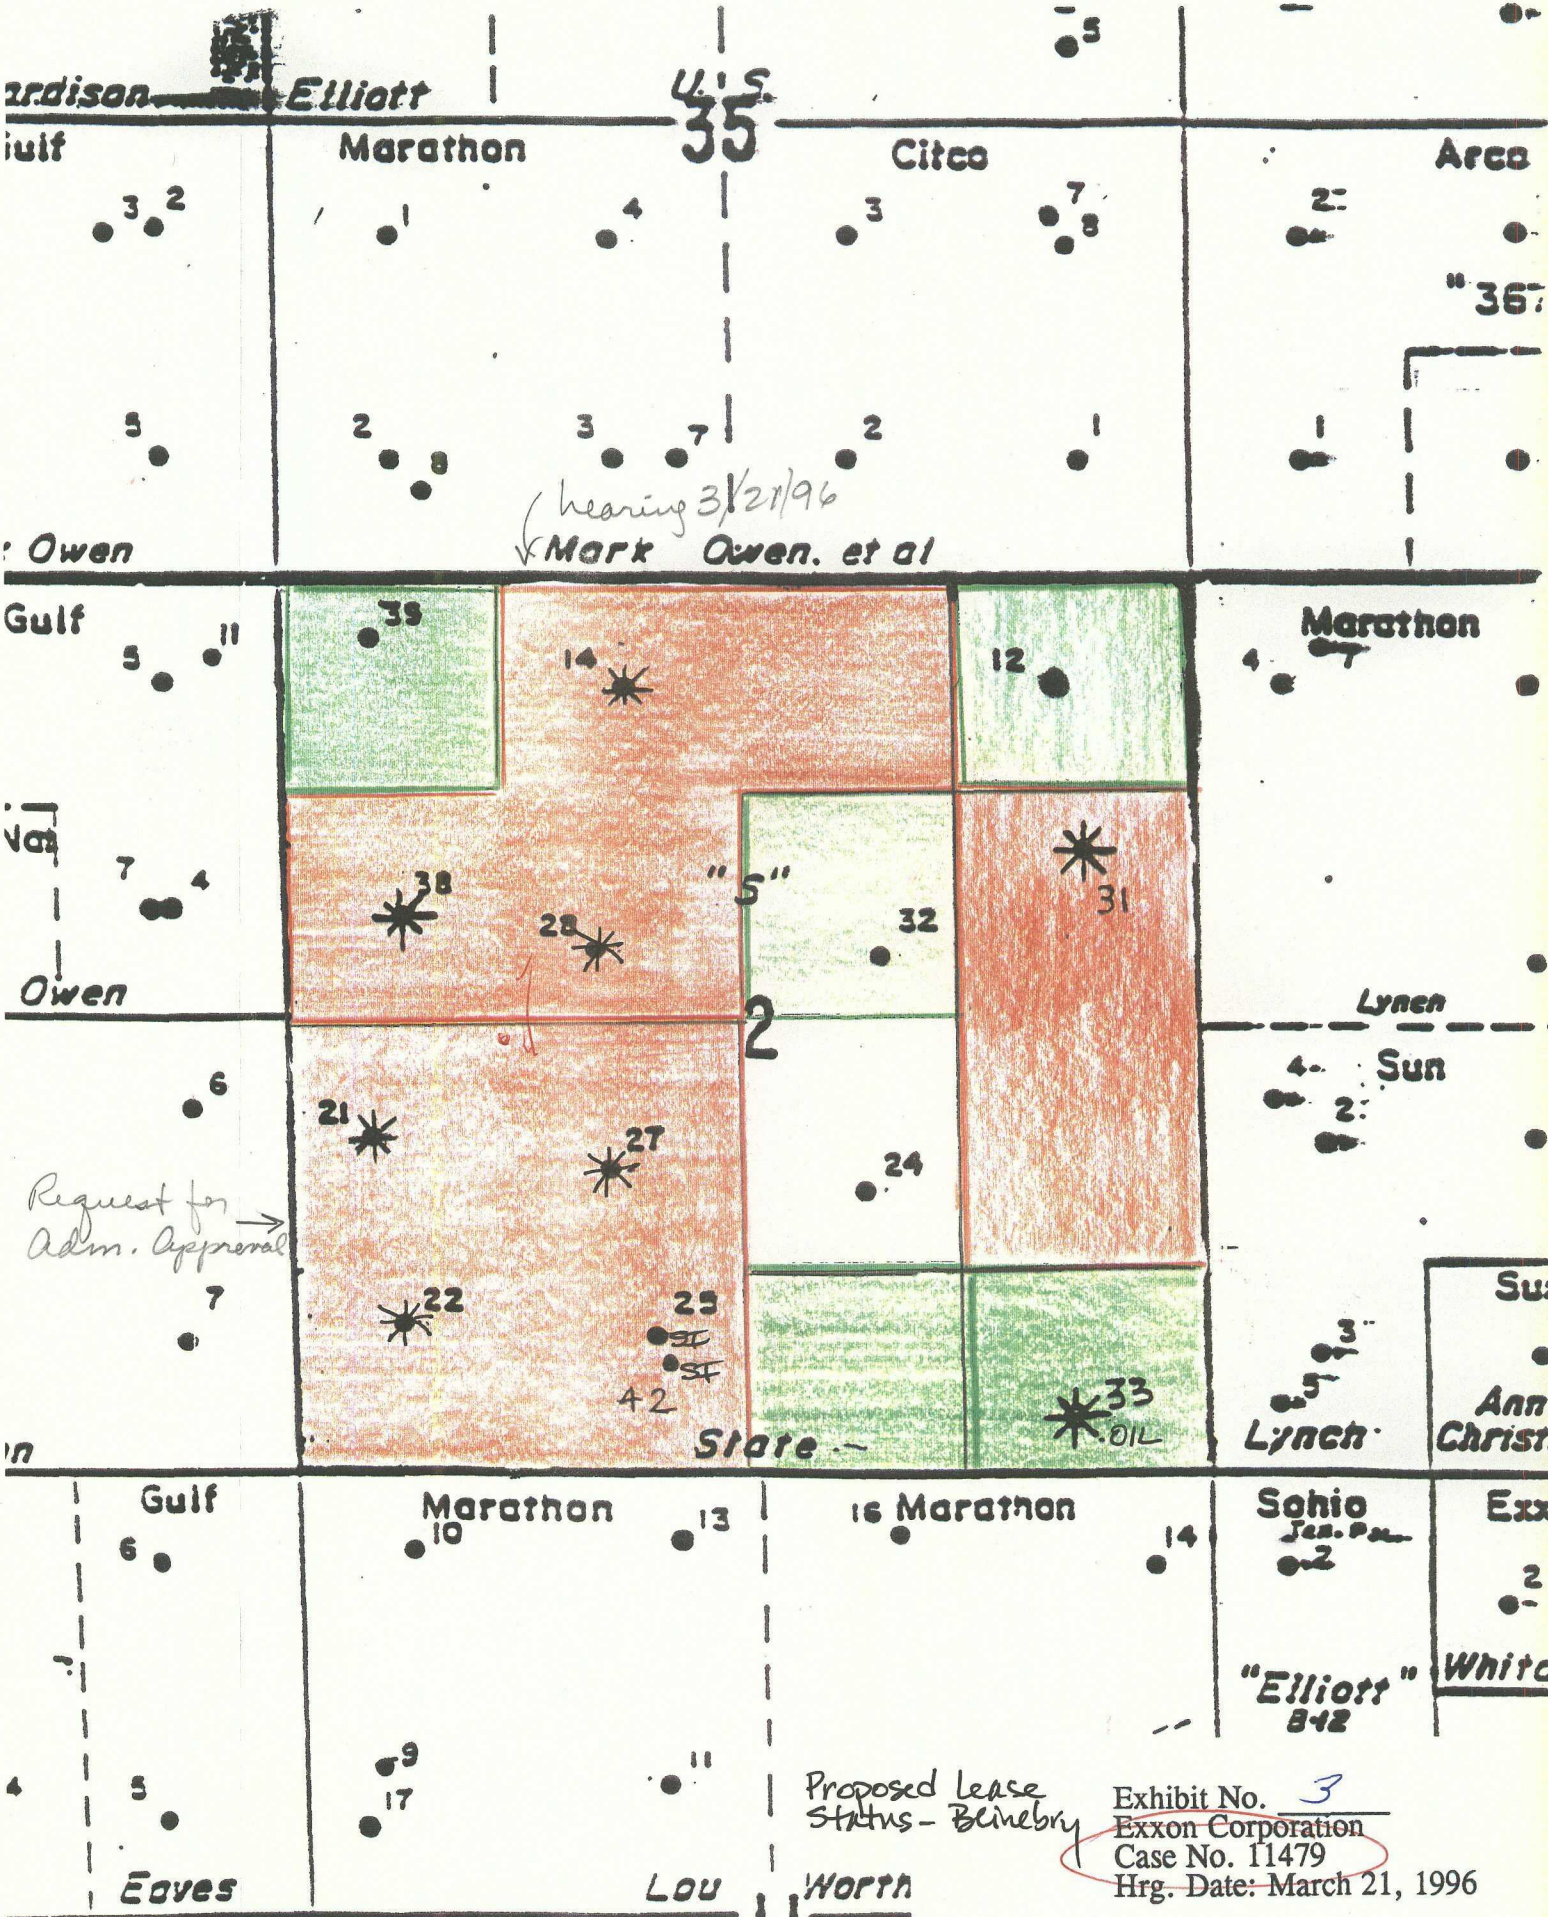 Elliott
U. S.
5
35
Marathon
Citco
Arco
3 2
1
4
3
7
8
2
"36
5
2
8
3
7
2
1
1
hearing 3/21/96
Owen
Mark Owen. et al
Gulf
5
11
39
14
12
Marathon
4
7
7
4
38
28
"S"
32
31
Owen
2
Lynch
6
21
27
24
4
Sun
2
Request for
Adm. Approval
7
22
25
SI
SI
42
33
OIL
3
5
State
Lynch
Ann
Gulf
Marathon
16 Marathon
Sohio
6
10
13
14
2
2
"Elliott"
9
17
11
4
5
Proposed Lease
Status - Blinebry
Exhibit No. 3
Exxon Corporation
Case No. 11479
Hrg. Date: March 21, 1996
Eaves
Lou Worth